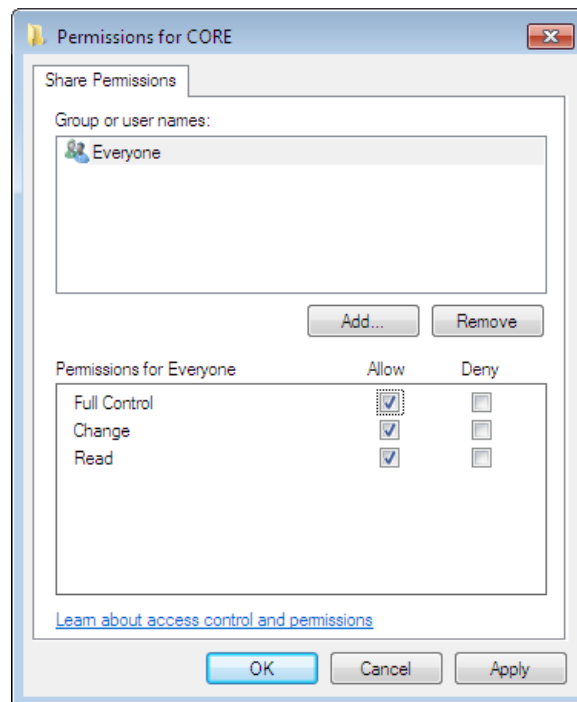 Permissions for CORE
Share Permissions
Group or user names:
Everyone
Add... Remove
Permissions for Everyone Allow Deny
Full Control
Change
Read
Learn about access control and permissions
OK Cancel Apply